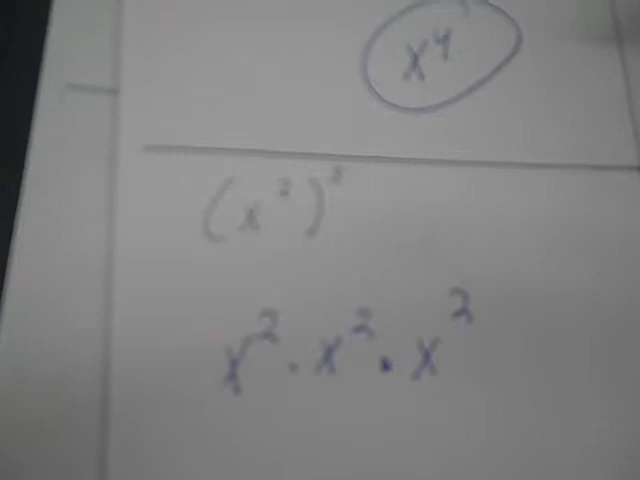 x⁴
(x²)³
x² · x² · x²